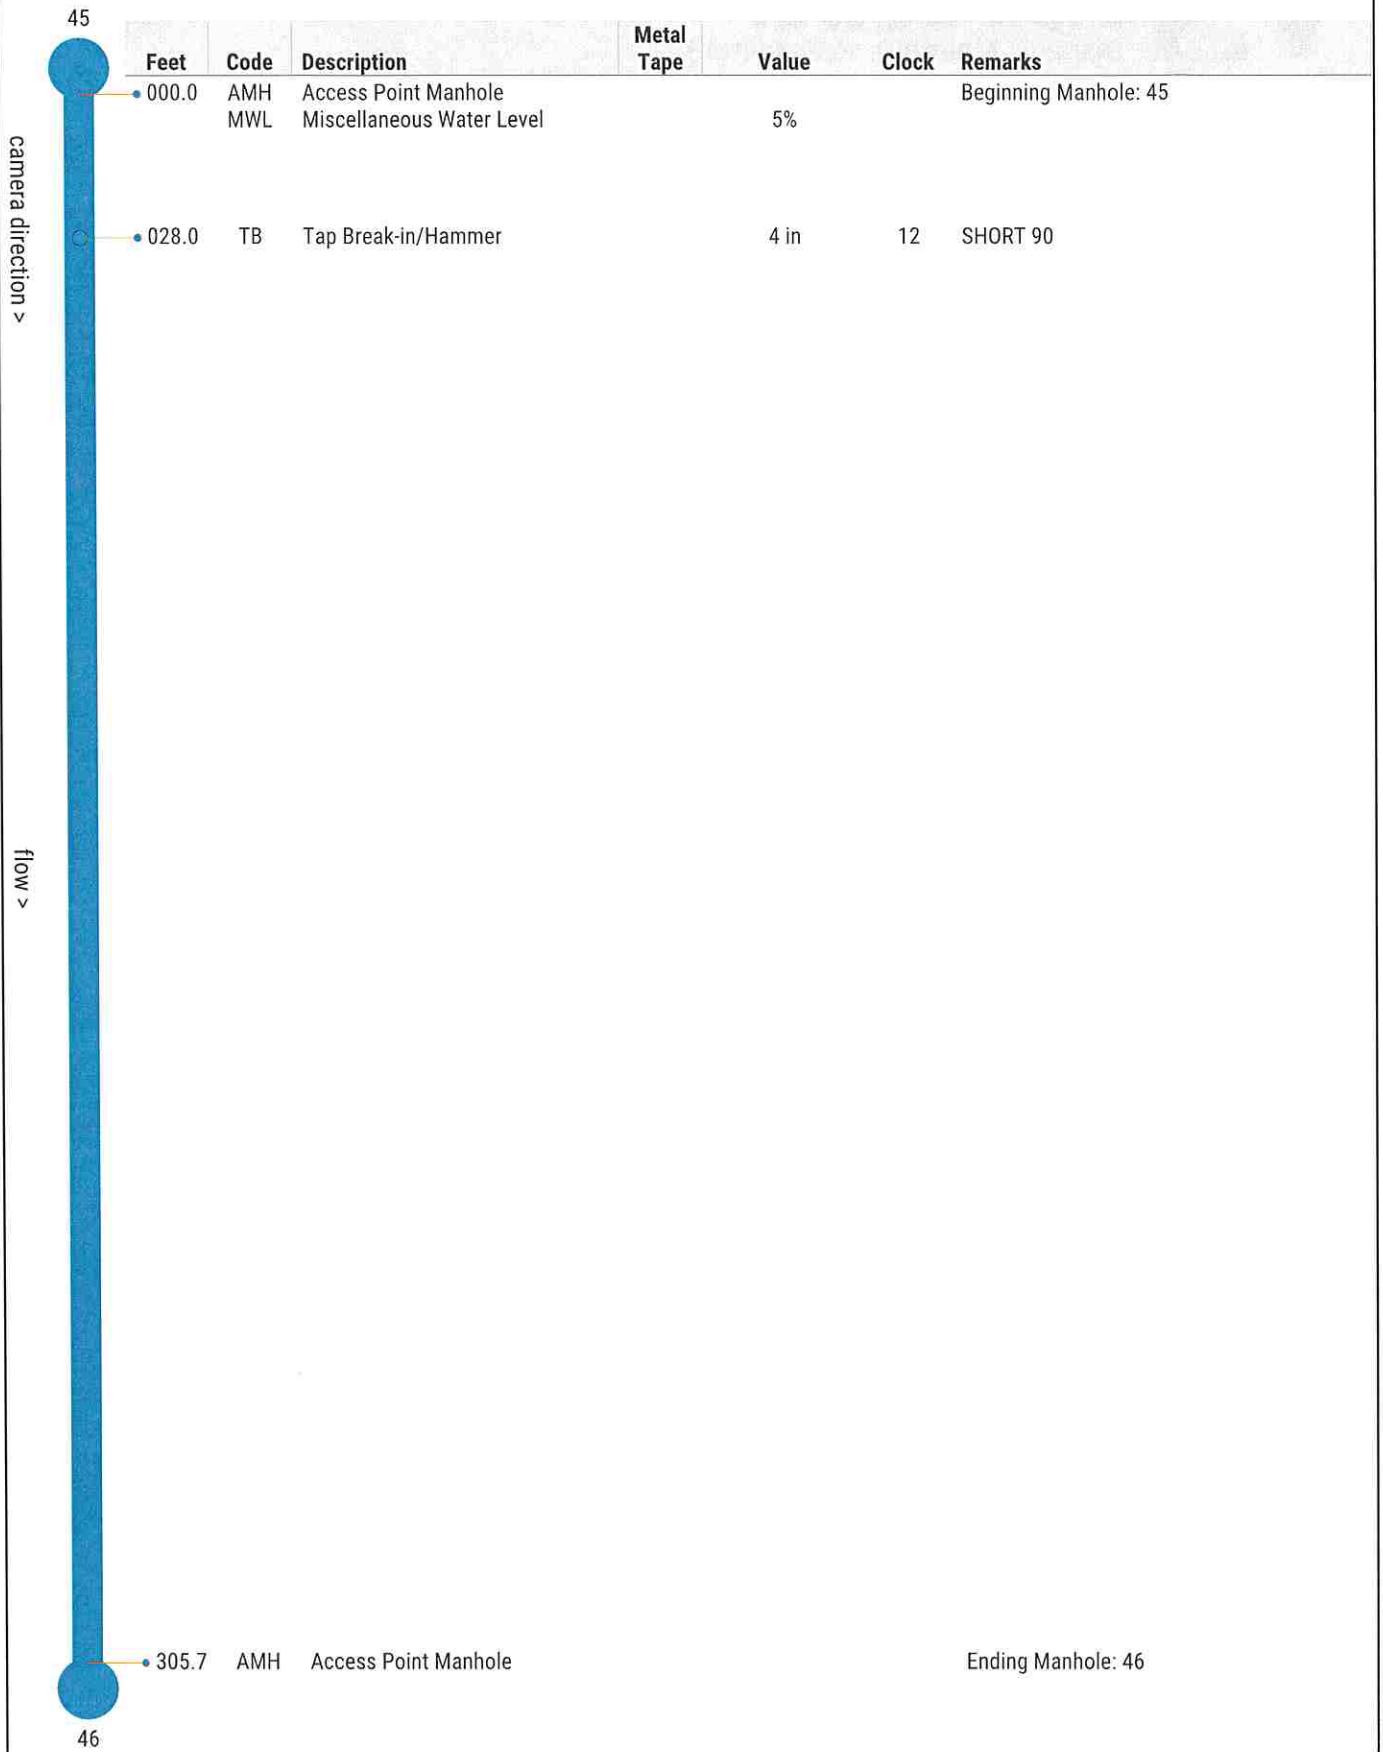 45
Feet Code Description Metal Tape Value Clock Remarks
000.0 AMH Access Point Manhole Beginning Manhole: 45
MWL Miscellaneous Water Level 5%
camera direction >
028.0 TB Tap Break-in/Hammer 4 in 12 SHORT 90
flow >
305.7 AMH Access Point Manhole Ending Manhole: 46
46